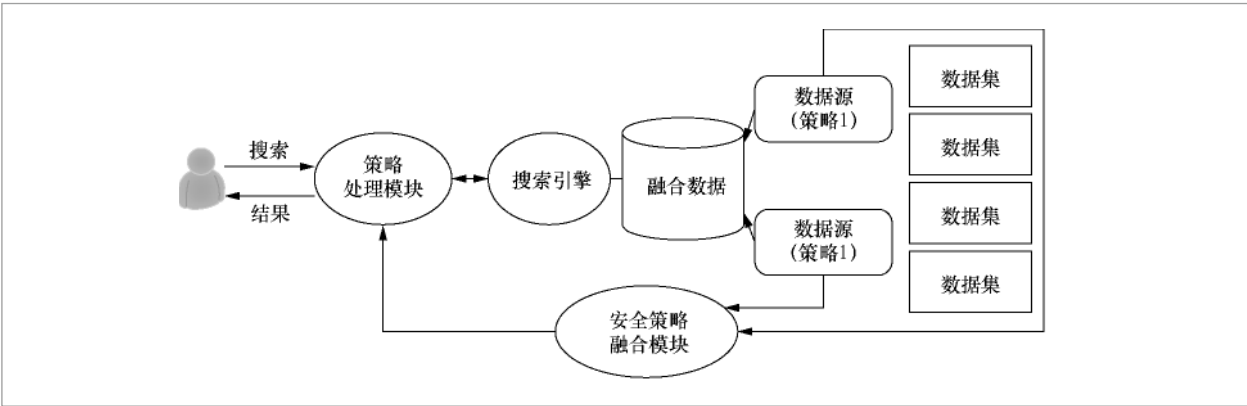 搜索
结果
策略
处理模块
搜索引擎
融合数据
数据源
(策略1)
数据源
(策略1)
数据集
数据集
数据集
数据集
安全策略
融合模块